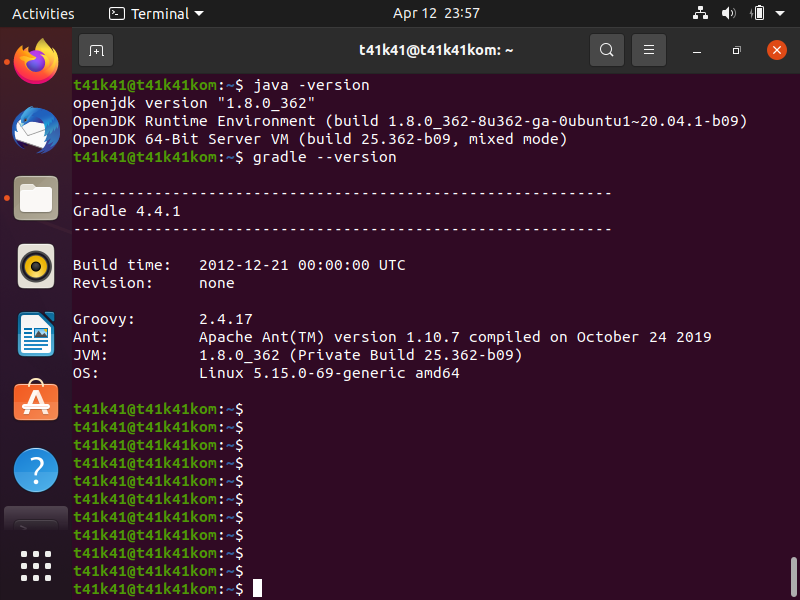 Activities Terminal Apr 12 23:57
t41k41@t41k41kom: ~
t41k41@t41k41kom:~$ java -version
openjdk version "1.8.0_362"
OpenJDK Runtime Environment (build 1.8.0_362-8u362-ga-0ubuntu1~20.04.1-b09)
OpenJDK 64-Bit Server VM (build 25.362-b09, mixed mode)
t41k41@t41k41kom:~$ gradle --version
------------------------------------------------------------
Gradle 4.4.1
------------------------------------------------------------
Build time:   2012-12-21 00:00:00 UTC
Revision:     none
Groovy:       2.4.17
Ant:          Apache Ant(TM) version 1.10.7 compiled on October 24 2019
JVM:          1.8.0_362 (Private Build 25.362-b09)
OS:           Linux 5.15.0-69-generic amd64
t41k41@t41k41kom:~$
t41k41@t41k41kom:~$
t41k41@t41k41kom:~$
t41k41@t41k41kom:~$
t41k41@t41k41kom:~$
t41k41@t41k41kom:~$
t41k41@t41k41kom:~$
t41k41@t41k41kom:~$
t41k41@t41k41kom:~$
t41k41@t41k41kom:~$
t41k41@t41k41kom:~$